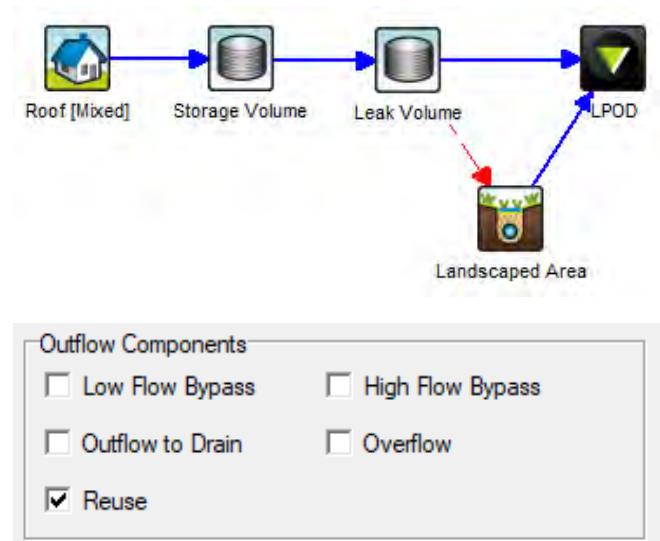 Roof [Mixed]
Storage Volume
Leak Volume
LPOD
Landscaped Area
Outflow Components
Low Flow Bypass
High Flow Bypass
Outflow to Drain
Overflow
Reuse